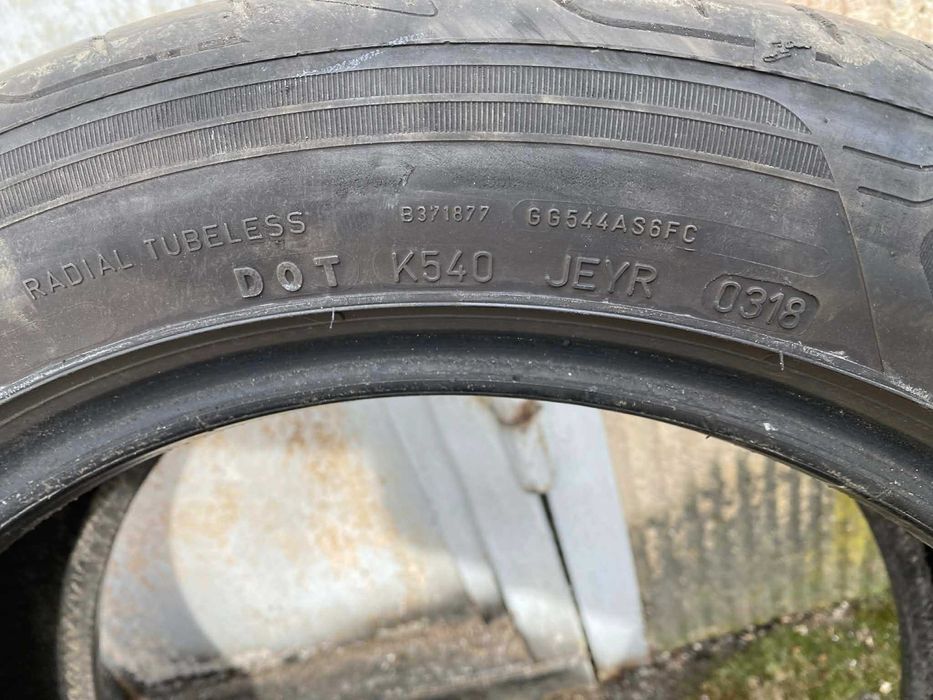 RADIAL TUBELESS B371877 GG544AS6FC
DOT K540 JEYR 0318